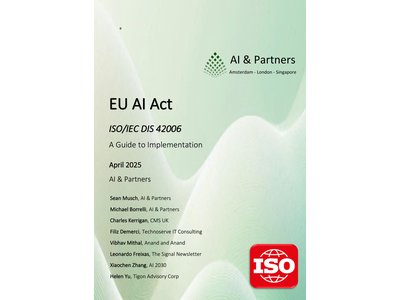 AI & Partners
Amsterdam - London - Singapore
EU AI Act
ISO/IEC DIS 42006
A Guide to Implementation
April 2025
AI & Partners
Sean Musch, AI & Partners
Michael Borrelli, AI & Partners
Charles Kerrigan, CMS UK
Filiz Demerci, Technoserve IT Consulting
Vibhav Mithal, Anand and Anand
Leonardo Freixas, The Signal Newsletter
Xiaochen Zhang, AI 2030
Helen Yu, Tigon Advisory Corp
ISO